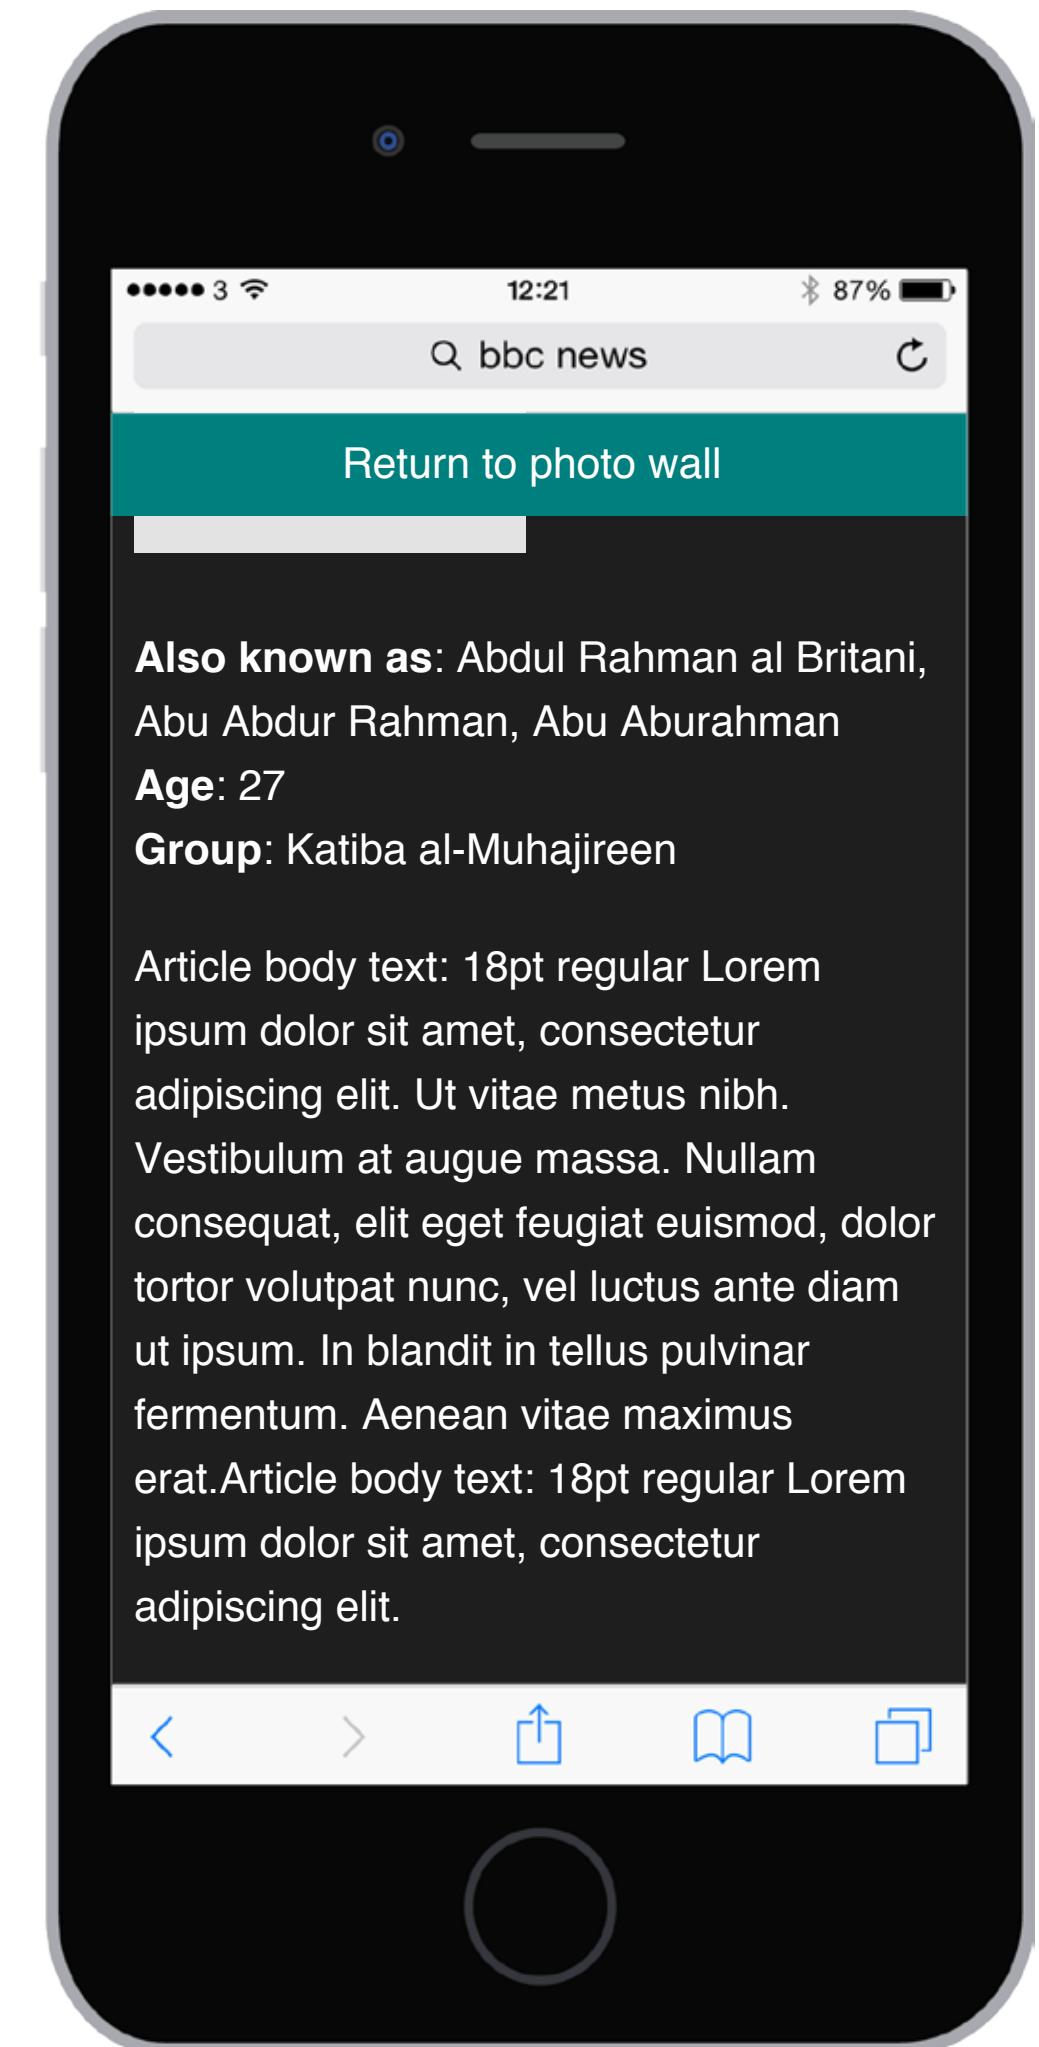 3 12:21 87%
bbc news
Return to photo wall
Also known as: Abdul Rahman al Britani,
Abu Abdur Rahman, Abu Aburahman
Age: 27
Group: Katiba al-Muhajireen
Article body text: 18pt regular Lorem
ipsum dolor sit amet, consectetur
adipiscing elit. Ut vitae metus nibh.
Vestibulum at augue massa. Nullam
consequat, elit eget feugiat euismod, dolor
tortor volutpat nunc, vel luctus ante diam
ut ipsum. In blandit in tellus pulvinar
fermentum. Aenean vitae maximus
erat.Article body text: 18pt regular Lorem
ipsum dolor sit amet, consectetur
adipiscing elit.